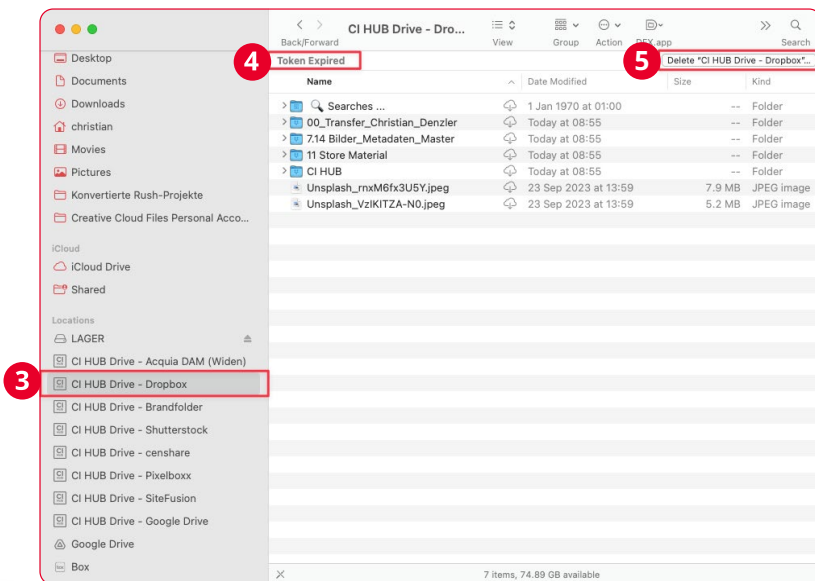 CI HUB Drive - Dro...
Back/Forward
View
Group
Action
DFX.app
Search
4
Token Expired
5
Delete "CI HUB Drive - Dropbox"...
Name
Date Modified
Size
Kind
Searches ... 1 Jan 1970 at 01:00 -- Folder
00_Transfer_Christian_Denzler Today at 08:55 -- Folder
7.14 Bilder_Metadaten_Master Today at 08:55 -- Folder
11 Store Material Today at 08:55 -- Folder
CI HUB Today at 08:55 -- Folder
Unsplash_rnxM6fx3U5Y.jpeg 23 Sep 2023 at 13:59 7.9 MB JPEG image
Unsplash_VzIKITZA-N0.jpeg 23 Sep 2023 at 13:59 5.2 MB JPEG image
Desktop
Documents
Downloads
christian
Movies
Pictures
Konvertierte Rush-Projekte
Creative Cloud Files Personal Acco...
iCloud
iCloud Drive
Shared
Locations
LAGER
CI HUB Drive - Acquia DAM (Widen)
3
CI HUB Drive - Dropbox
CI HUB Drive - Brandfolder
CI HUB Drive - Shutterstock
CI HUB Drive - censhare
CI HUB Drive - Pixelboxx
CI HUB Drive - SiteFusion
CI HUB Drive - Google Drive
Google Drive
Box
7 items, 74.89 GB available